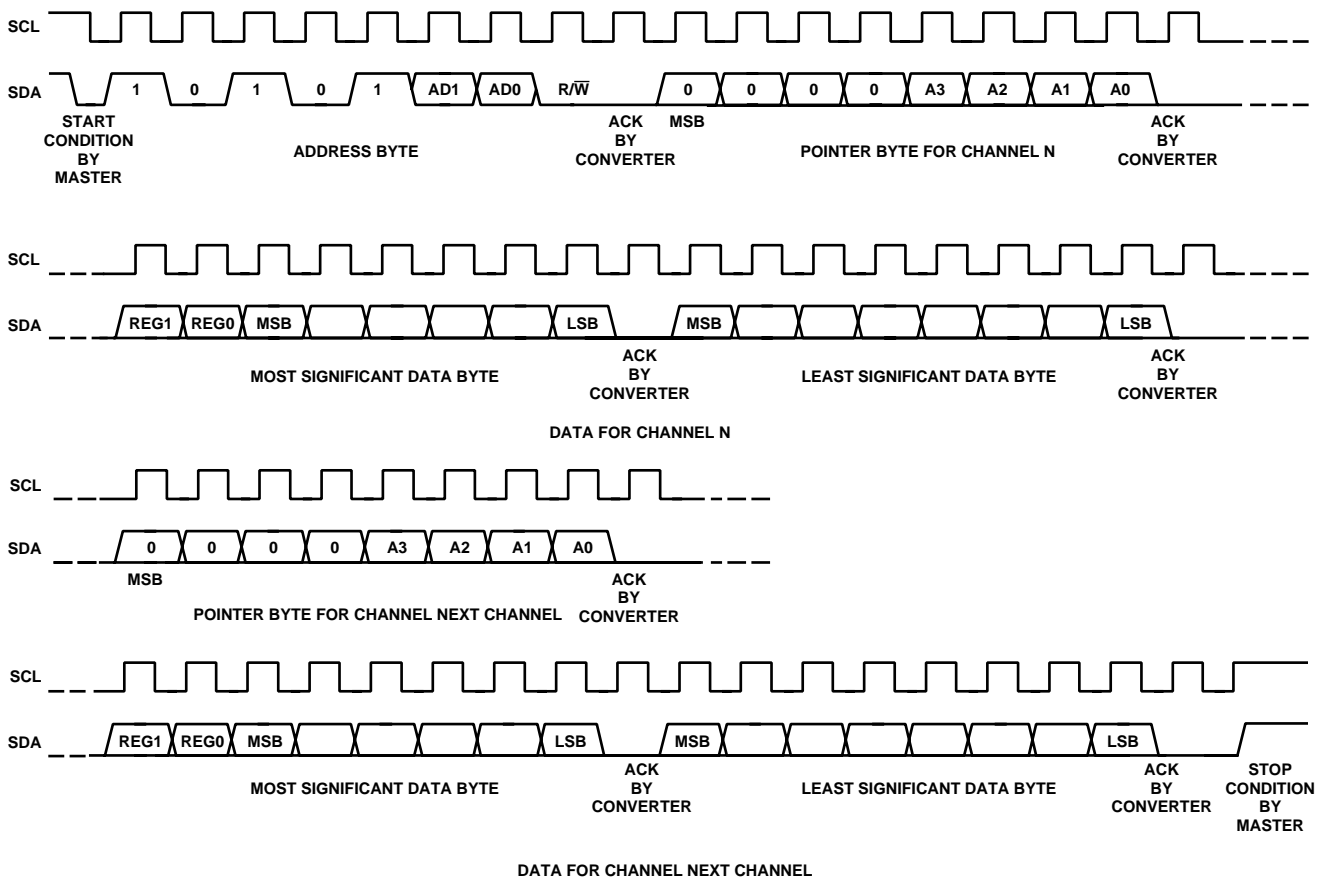 SCL
SDA 1 0 1 0 1 AD1 AD0 R/W̅ 0 0 0 0 A3 A2 A1 A0
START CONDITION BY MASTER
ADDRESS BYTE
ACK BY CONVERTER
MSB
POINTER BYTE FOR CHANNEL N
ACK BY CONVERTER
SCL
SDA REG1 REG0 MSB LSB MSB LSB
MOST SIGNIFICANT DATA BYTE
ACK BY CONVERTER
LEAST SIGNIFICANT DATA BYTE
ACK BY CONVERTER
DATA FOR CHANNEL N
SCL
SDA 0 0 0 0 A3 A2 A1 A0
MSB
POINTER BYTE FOR CHANNEL NEXT CHANNEL
ACK BY CONVERTER
SCL
SDA REG1 REG0 MSB LSB MSB LSB
MOST SIGNIFICANT DATA BYTE
ACK BY CONVERTER
LEAST SIGNIFICANT DATA BYTE
ACK BY CONVERTER
STOP CONDITION BY MASTER
DATA FOR CHANNEL NEXT CHANNEL